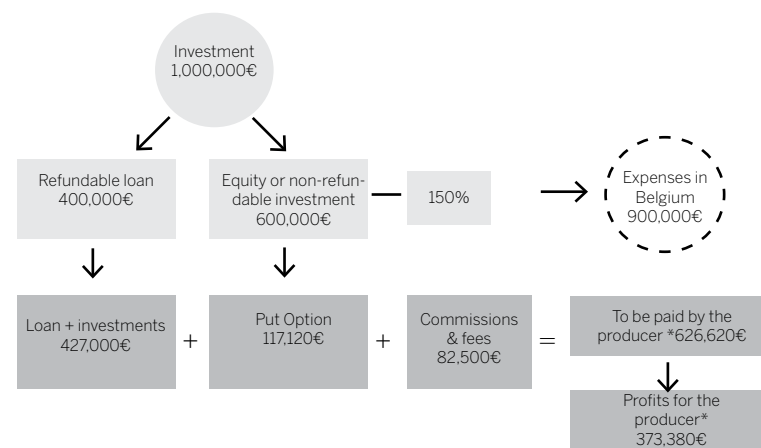 Investment
1,000,000€
Refundable loan
400,000€
Equity or non-refun-
dable investment
600,000€
150%
Expenses in
Belgium
900,000€
Loan + investments
427,000€
+
Put Option
117,120€
+
Commissions
& fees
82,500€
=
To be paid by the
producer *626,620€
Profits for the
producer*
373,380€